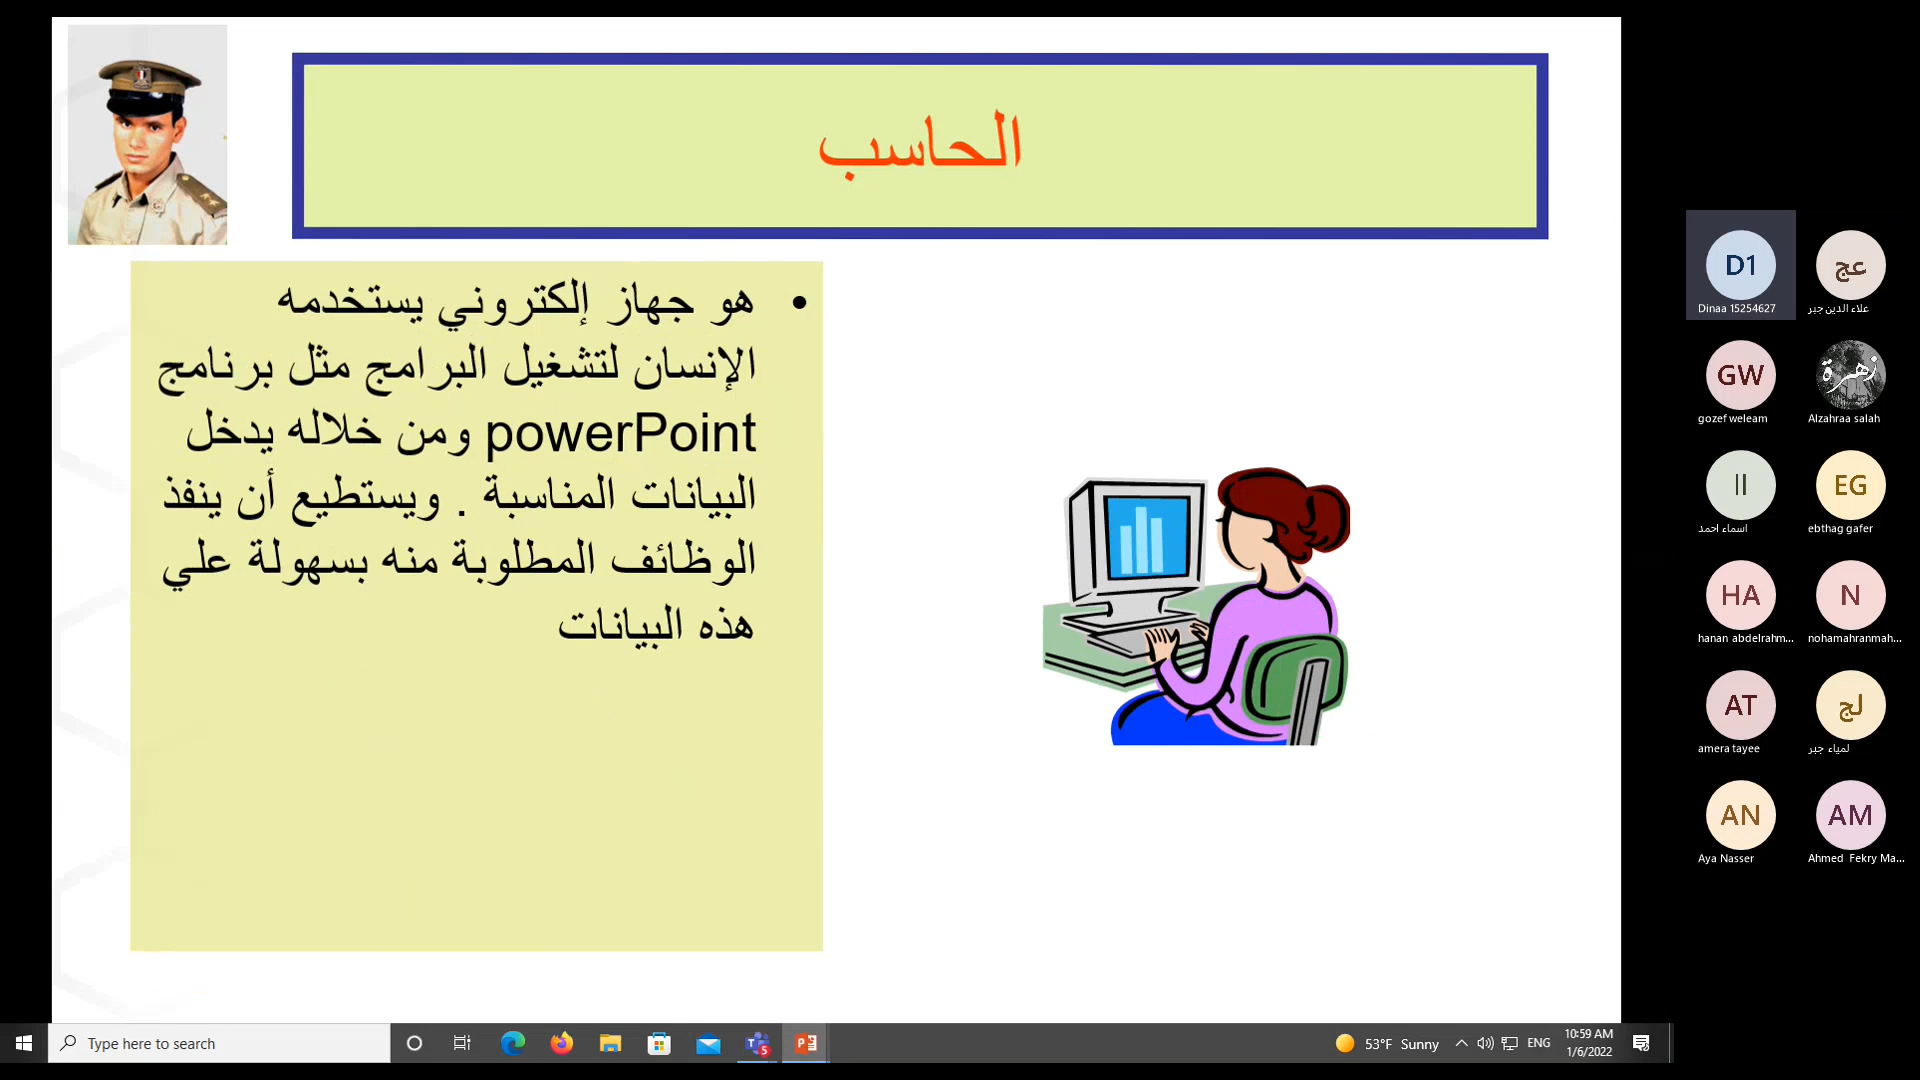 الحاسب
• هو جهاز إلكتروني يستخدمه
الإنسان لتشغيل البرامج مثل برنامج
powerPoint ومن خلاله يدخل
البيانات المناسبة . ويستطيع أن ينفذ
الوظائف المطلوبة منه بسهولة علي
هذه البيانات
D1
Dinaa 15254627
عج
علاء الدين جبر
GW
gozef weleam
زهرة
Alzahraa salah
اا
اسماء احمد
EG
ebthag gafer
HA
hanan abdelrahm...
N
nohamahranmah...
AT
amera tayee
لج
لمياء جبر
AN
Aya Nasser
AM
Ahmed Fekry Ma...
Type here to search
53°F Sunny
ENG
10:59 AM
1/6/2022